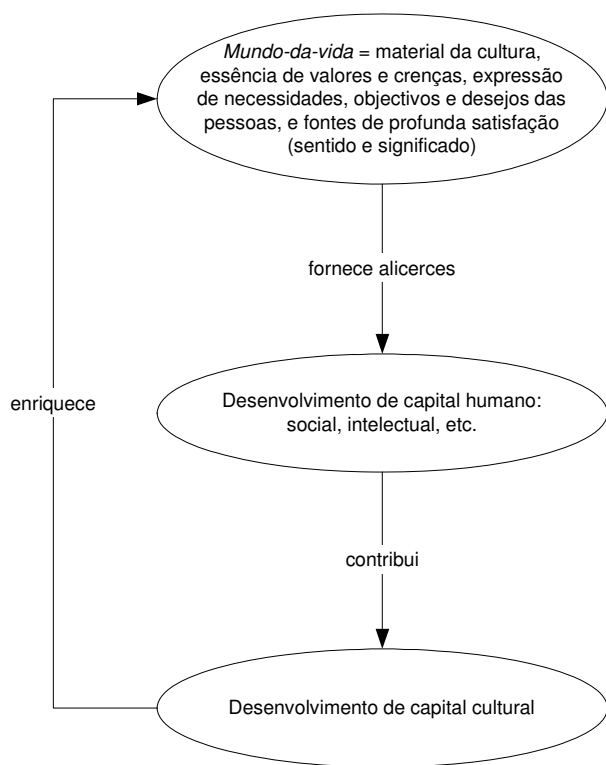 Mundo-da-vida = material da cultura,
essência de valores e crenças, expressão
de necessidades, objectivos e desejos das
pessoas, e fontes de profunda satisfação
(sentido e significado)
fornece alicerces
enriquece
Desenvolvimento de capital humano:
social, intelectual, etc.
contribui
Desenvolvimento de capital cultural